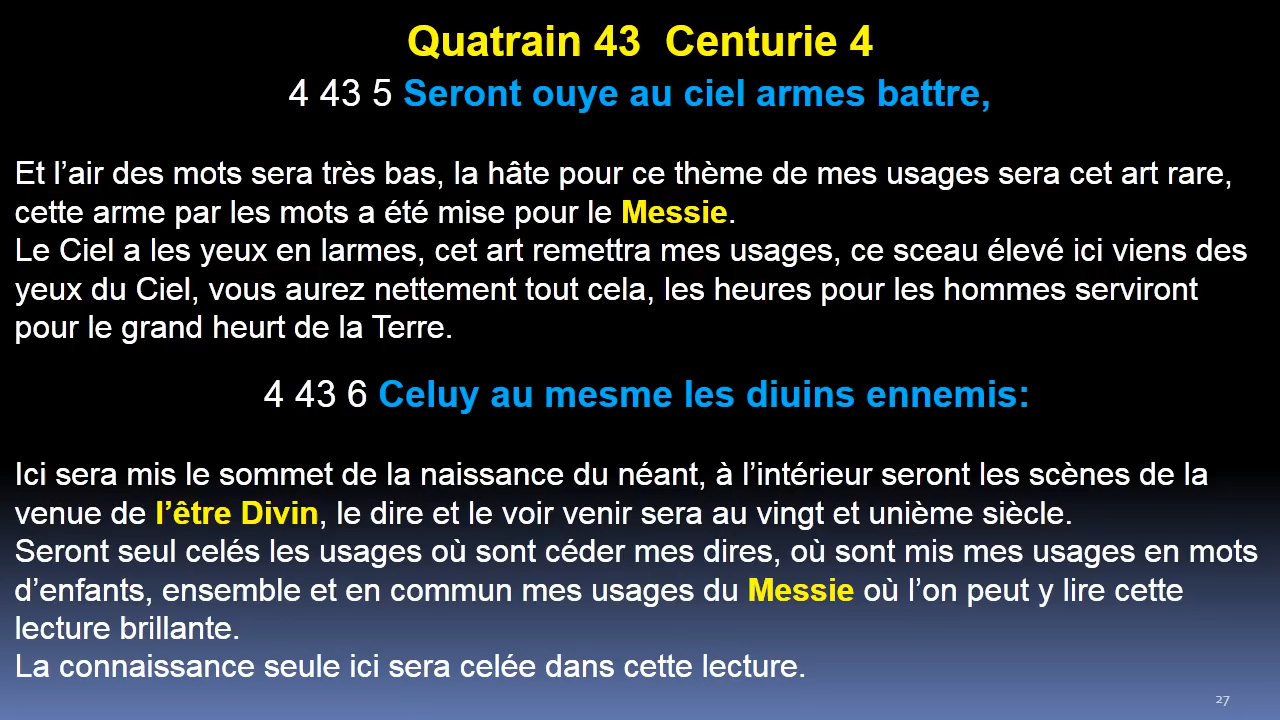 Quatrain 43 Centurie 4
4 43 5 Seront ouye au ciel armes battre,
Et l’air des mots sera très bas, la hâte pour ce thème de mes usages sera cet art rare,
cette arme par les mots a été mise pour le Messie.
Le Ciel a les yeux en larmes, cet art remettra mes usages, ce sceau élevé ici viens des
yeux du Ciel, vous aurez nettement tout cela, les heures pour les hommes serviront
pour le grand heurt de la Terre.
4 43 6 Celuy au mesme les diuins ennemis:
Ici sera mis le sommet de la naissance du néant, à l’intérieur seront les scènes de la
venue de l’être Divin, le dire et le voir venir sera au vingt et unième siècle.
Seront seul celés les usages où sont céder mes dires, où sont mis mes usages en mots
d’enfants, ensemble et en commun mes usages du Messie où l’on peut y lire cette
lecture brillante.
La connaissance seule ici sera celée dans cette lecture.
27